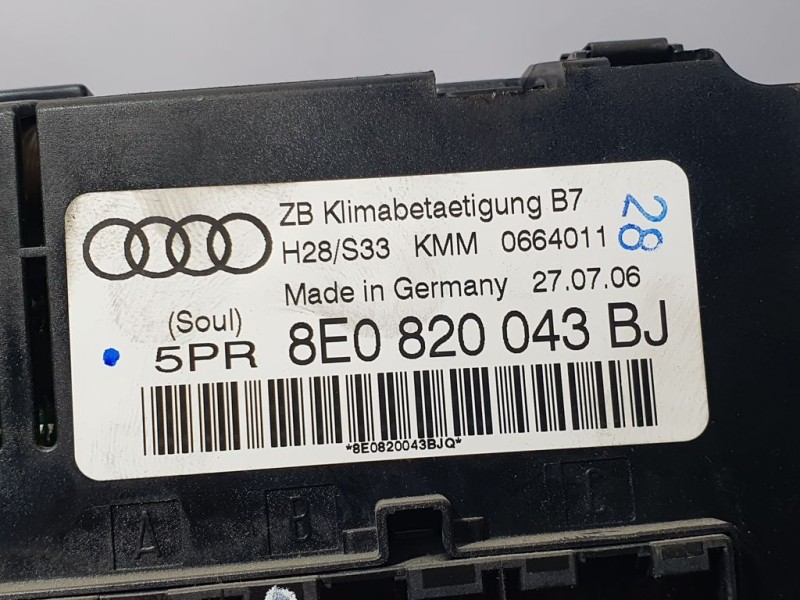 ZB Klimabetaetigung B7
H28/S33 KMM 0664011
28
Made in Germany 27.07.06
(Soul)
5PR 8E0 820 043 BJ
*8E0820043BJQ*
A B C